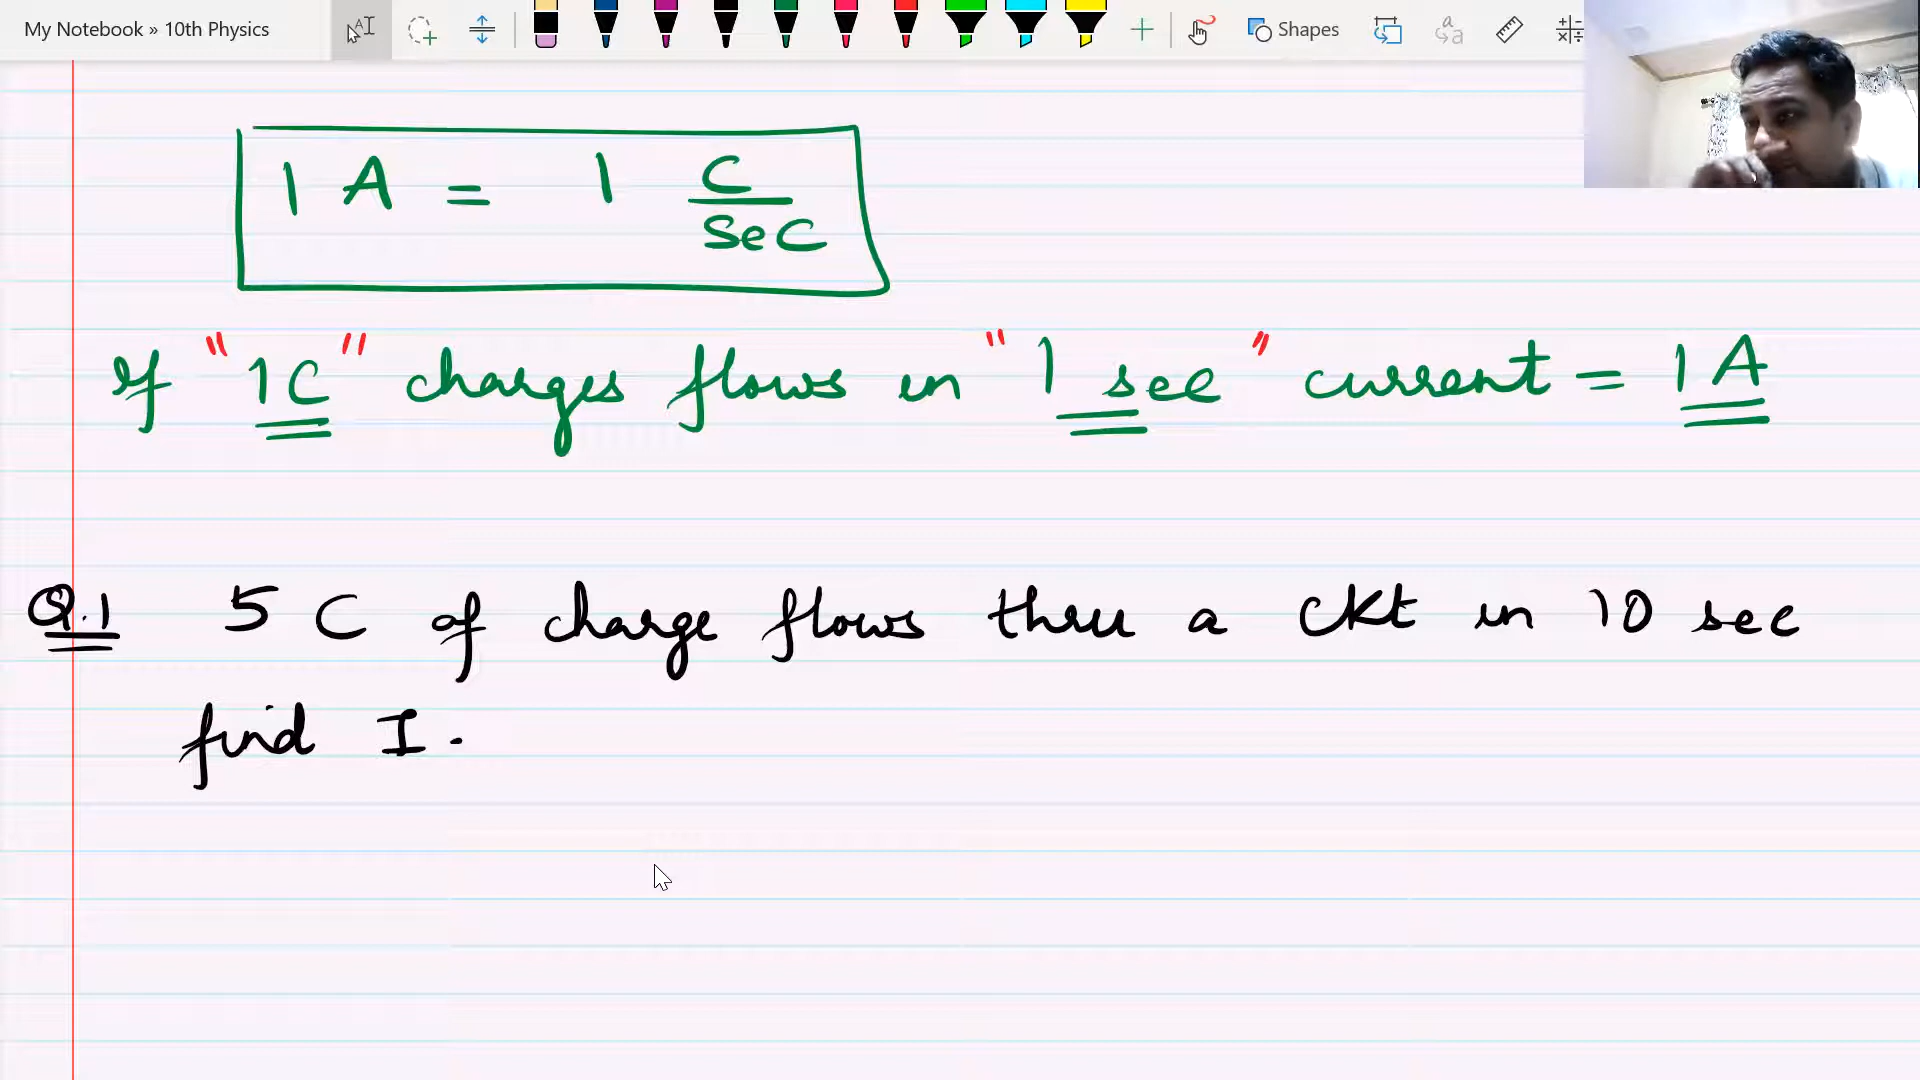 My Notebook » 10th Physics
Shapes
1 A = 1 C/sec
If "1C" charges flows in "1 sec" current = 1 A
Q.1 5 C of charge flows thru a ckt in 10 sec
find I.